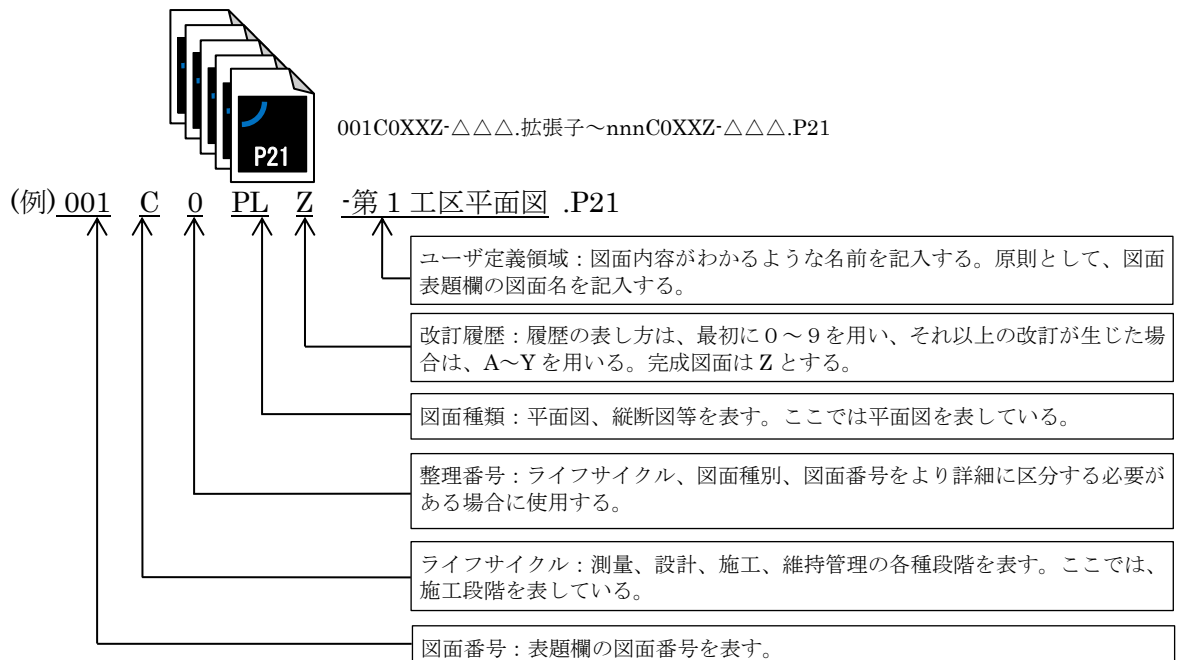 P21
001C0XXZ-△△△.拡張子～nnnC0XXZ-△△△.P21
(例) 001 C 0 PL Z -第1工区平面図 .P21
ユーザ定義領域：図面内容がわかるような名前を記入する。原則として、図面
表題欄の図面名を記入する。
改訂履歴：履歴の表し方は、最初に０～９を用い、それ以上の改訂が生じた場
合は、A～Y を用いる。完成図面は Z とする。
図面種類：平面図、縦断図等を表す。ここでは平面図を表している。
整理番号：ライフサイクル、図面種別、図面番号をより詳細に区分する必要が
ある場合に使用する。
ライフサイクル：測量、設計、施工、維持管理の各種段階を表す。ここでは、
施工段階を表している。
図面番号：表題欄の図面番号を表す。